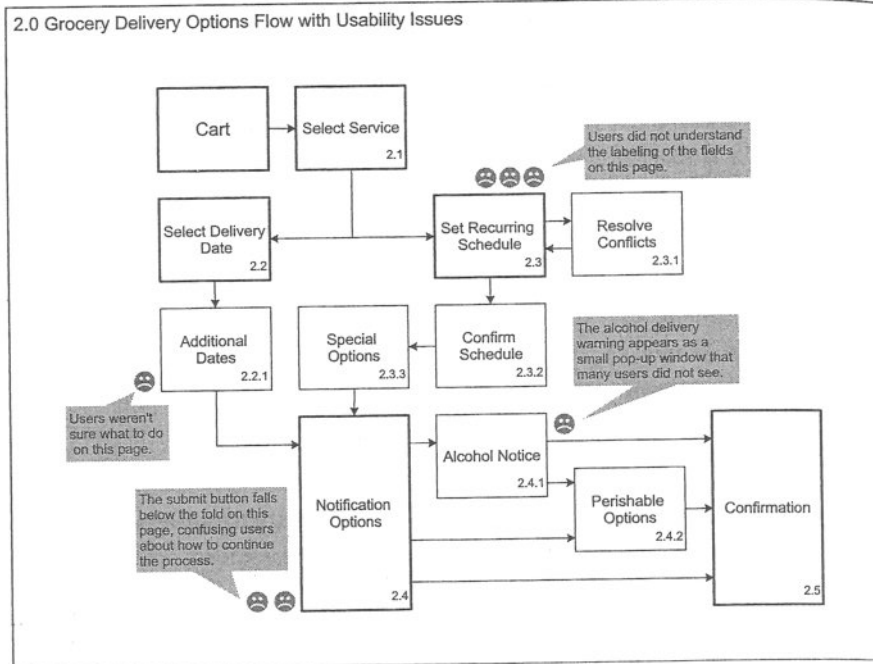 2.0 Grocery Delivery Options Flow with Usability Issues
Cart
Select Service
2.1
Users did not understand
the labeling of the fields
on this page.
Select Delivery
Date
2.2
Set Recurring
Schedule
2.3
Resolve
Conflicts
2.3.1
Additional
Dates
2.2.1
Special
Options
2.3.3
Confirm
Schedule
2.3.2
The alcohol delivery
warning appears as a
small pop-up window that
many users did not see.
Users weren't
sure what to do
on this page.
Alcohol Notice
2.4.1
The submit button falls
below the fold on this
page, confusing users
about how to continue
the process.
Notification
Options
2.4
Perishable
Options
2.4.2
Confirmation
2.5